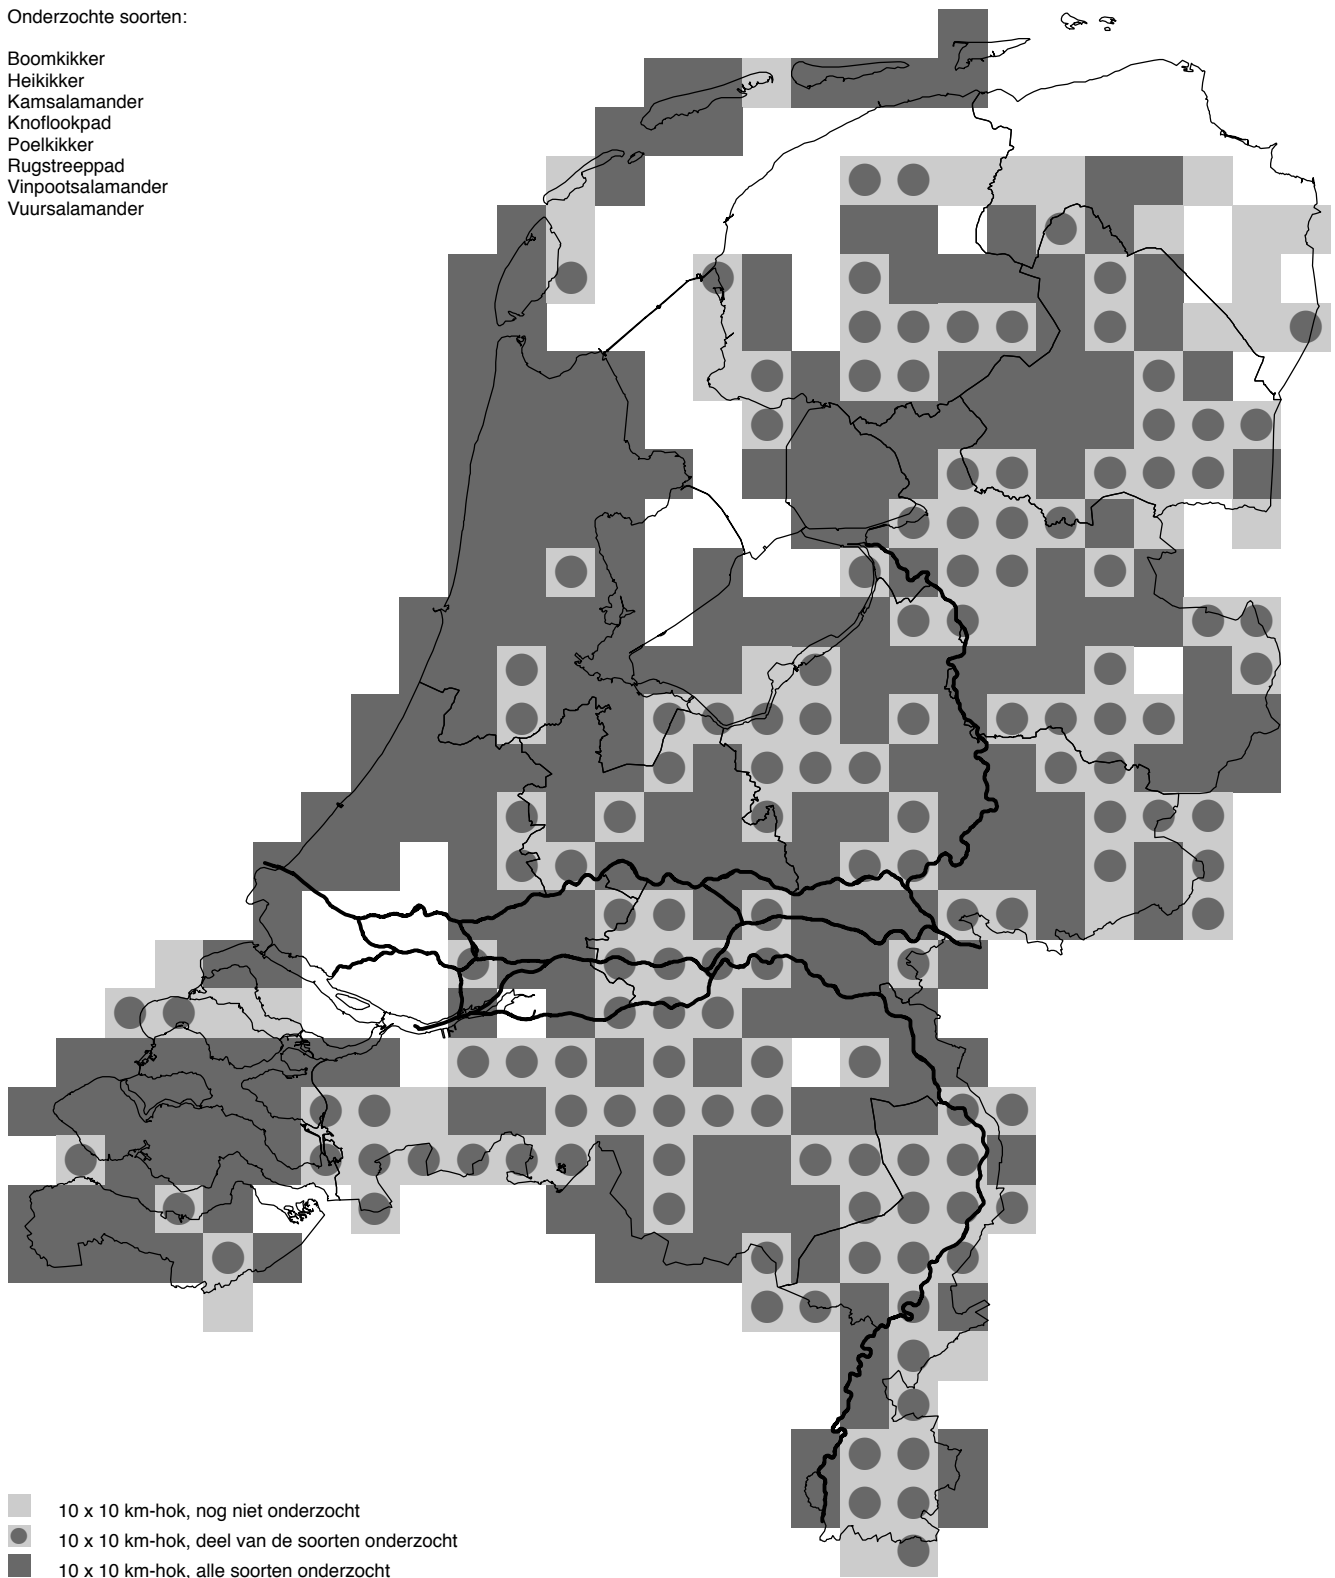 Onderzochte soorten:
Boomkikker
Heikikker
Kamsalamander
Knoflookpad
Poelkikker
Rugstreeppad
Vinpootsalamander
Vuursalamander
10 x 10 km-hok, nog niet onderzocht
10 x 10 km-hok, deel van de soorten onderzocht
10 x 10 km-hok, alle soorten onderzocht